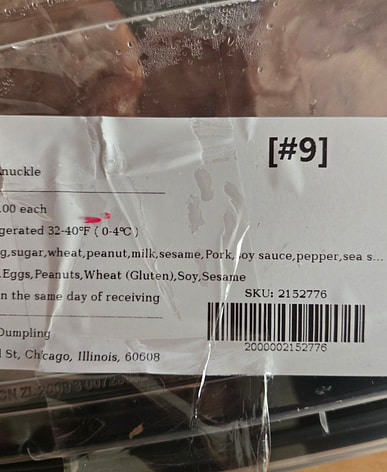 [#9]
nuckle
.00 each
gerated 32-40°F ( 0-4°C )
g,sugar,wheat,peanut,milk,sesame,Pork,soy sauce,pepper,sea s...
Eggs,Peanuts,Wheat (Gluten),Soy,Sesame
n the same day of receiving
SKU: 2152776
2000002152776
Dumpling
St, Chicago, Illinois, 60608